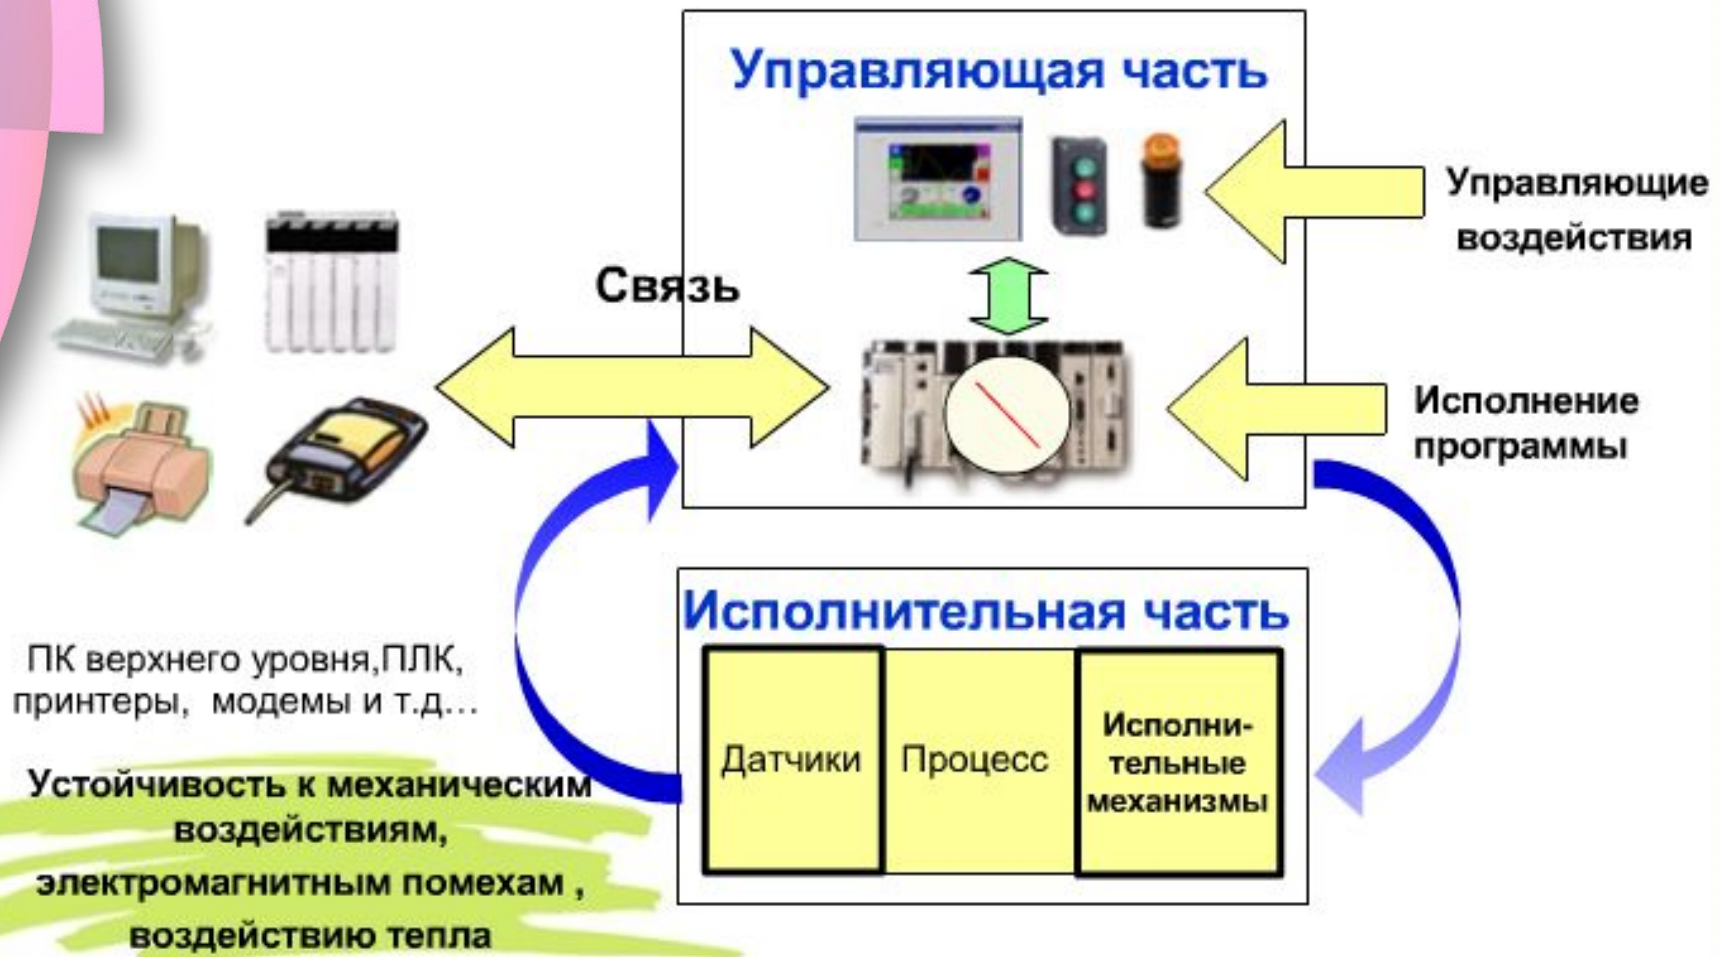 Управляющая часть
Управляющие
воздействия
Связь
Исполнение
программы
Исполнительная часть
Датчики
Процесс
Исполни-
тельные
механизмы
ПК верхнего уровня,ПЛК,
принтеры, модемы и т.д...
Устойчивость к механическим
воздействиям,
электромагнитным помехам ,
воздействию тепла